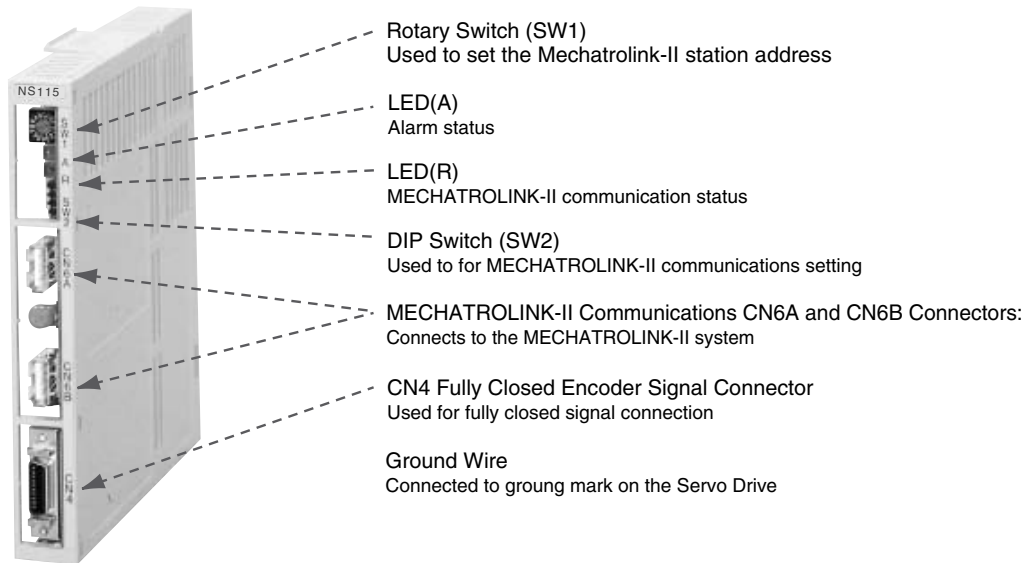 Rotary Switch (SW1)
Used to set the Mechatrolink-II station address
NS115
LED(A)
Alarm status
SW1
A
R
LED(R)
MECHATROLINK-II communication status
DIP Switch (SW2)
Used to for MECHATROLINK-II communications setting
CN6A
MECHATROLINK-II Communications CN6A and CN6B Connectors:
Connects to the MECHATROLINK-II system
CN6B
CN4 Fully Closed Encoder Signal Connector
Used for fully closed signal connection
CN4
Ground Wire
Connected to groung mark on the Servo Drive